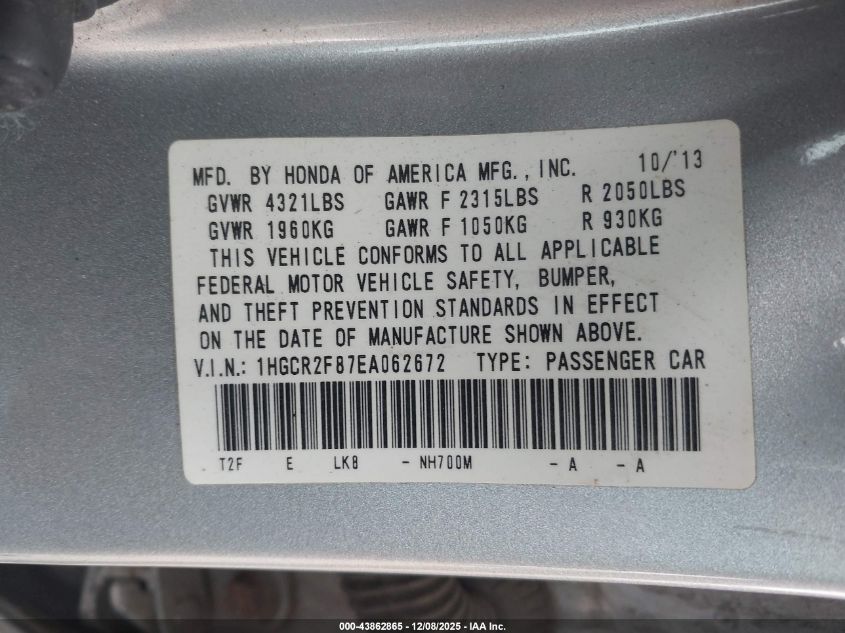 MFD. BY HONDA OF AMERICA MFG., INC. 10/'13
GVWR 4321LBS GAWR F 2315LBS R 2050LBS
GVWR 1960KG GAWR F 1050KG R 930KG
THIS VEHICLE CONFORMS TO ALL APPLICABLE
FEDERAL MOTOR VEHICLE SAFETY, BUMPER,
AND THEFT PREVENTION STANDARDS IN EFFECT
ON THE DATE OF MANUFACTURE SHOWN ABOVE.
V.I.N.: 1HGCR2F87EA062672 TYPE: PASSENGER CAR
T2F E LK8 - NH700M - A - A
000-43862865 - 12/08/2025 - IAA Inc.